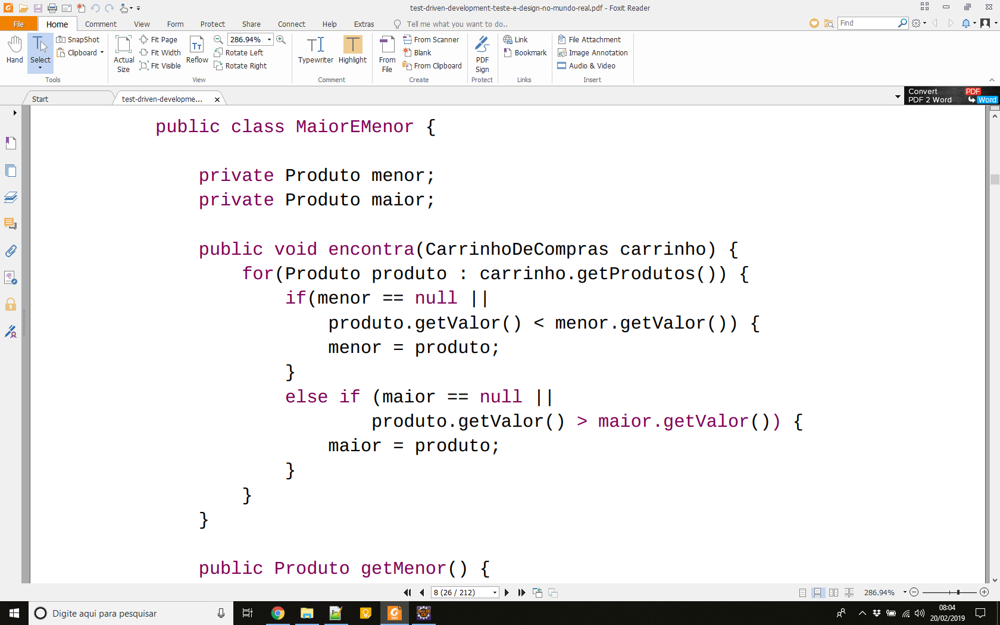 test-driven-development-teste-e-design-no-mundo-real.pdf - Foxit Reader
File Home Comment View Form Protect Share Connect Help Extras Tell me what you want to do.. Find
Hand
Select
SnapShot
Clipboard
Tools
Actual Size
Fit Page
Fit Width
Fit Visible
Reflow
286.94%
Rotate Left
Rotate Right
View
Typewriter
Highlight
Comment
From File
From Scanner
Blank
From Clipboard
Create
PDF Sign
Protect
Link
Bookmark
Links
File Attachment
Image Annotation
Audio & Video
Insert
Start
test-driven-developme...
Convert PDF
PDF 2 Word Word
public class MaiorEMenor {
private Produto menor;
private Produto maior;
public void encontra(CarrinhoDeCompras carrinho) {
for(Produto produto : carrinho.getProdutos()) {
if(menor == null ||
produto.getValor() < menor.getValor()) {
menor = produto;
}
else if (maior == null ||
produto.getValor() > maior.getValor()) {
maior = produto;
}
}
}
public Produto getMenor() {
8 (26 / 212)
286.94%
Digite aqui para pesquisar
08:04
20/02/2019